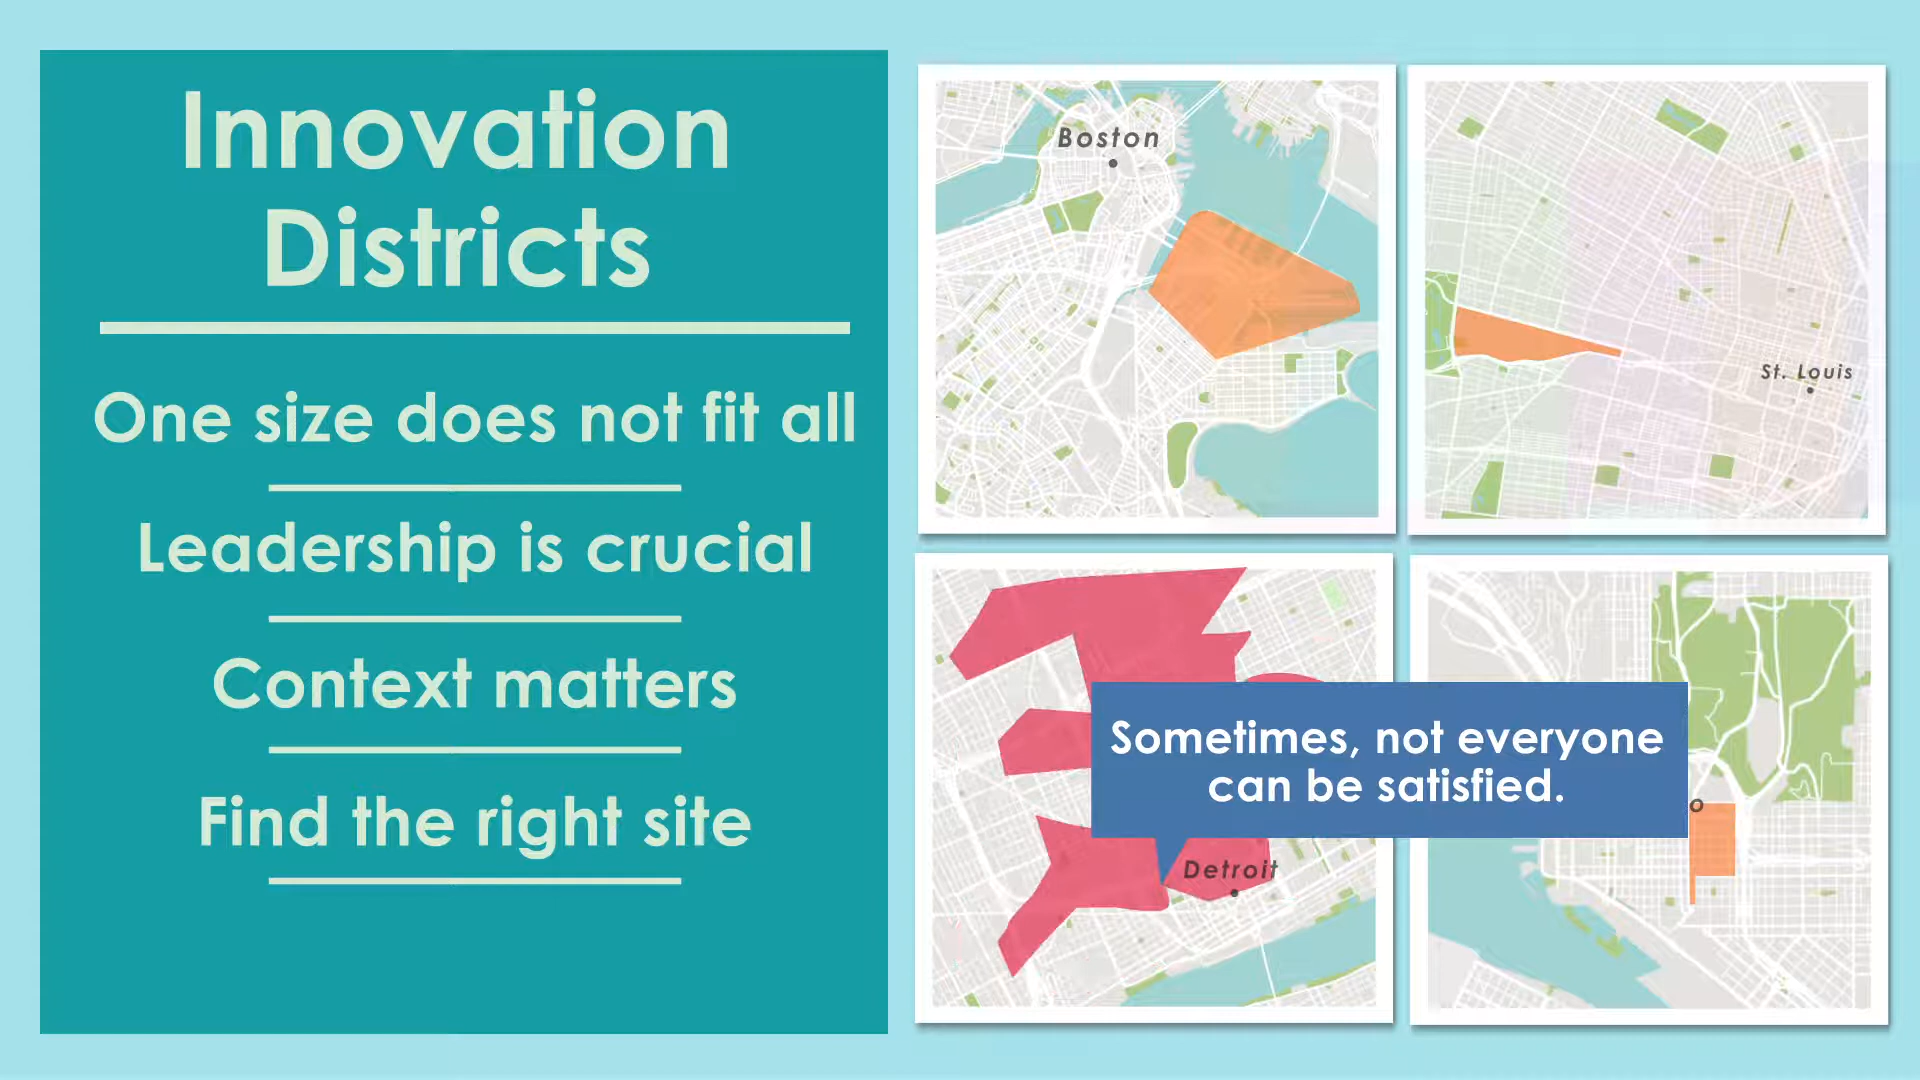 Innovation
Districts
One size does not fit all
Leadership is crucial
Context matters
Find the right site
Boston
St. Louis
Sometimes, not everyone
can be satisfied.
Detroit